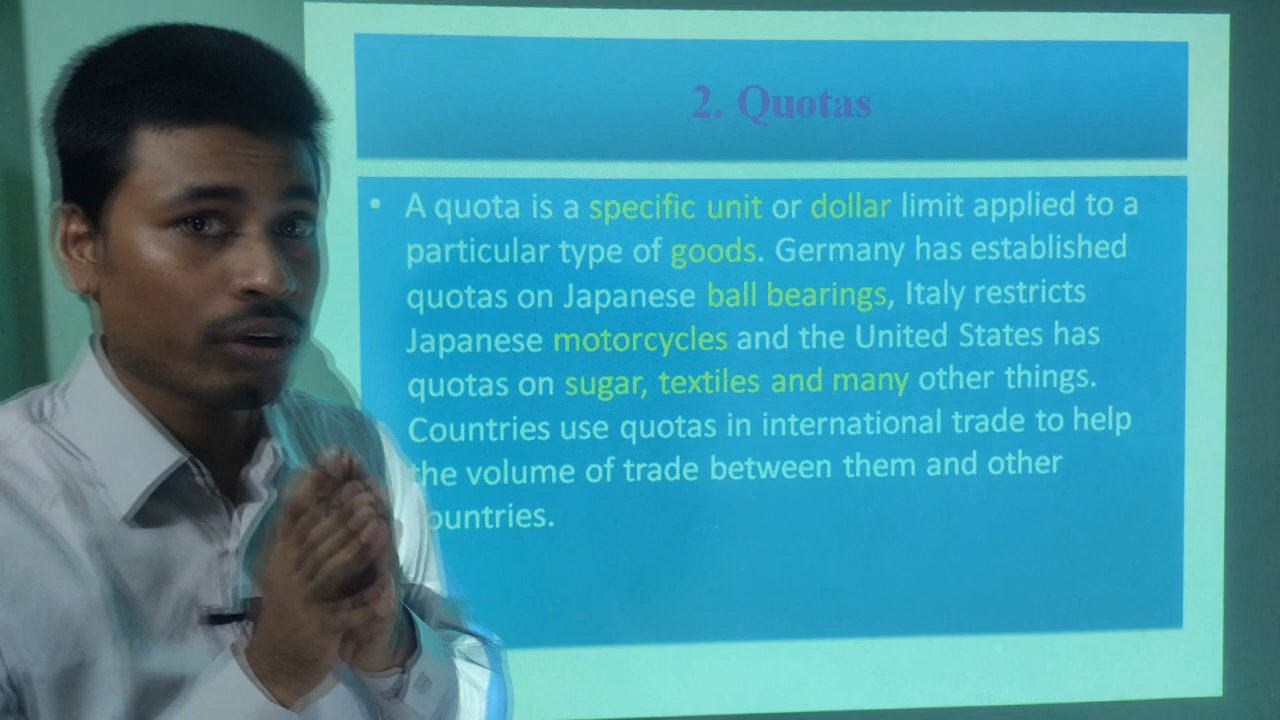 2. Quotas
• A quota is a specific unit or dollar limit applied to a
particular type of goods. Germany has established
quotas on Japanese ball bearings, Italy restricts
Japanese motorcycles and the United States has
quotas on sugar, textiles and many other things.
Countries use quotas in international trade to help
the volume of trade between them and other
countries.